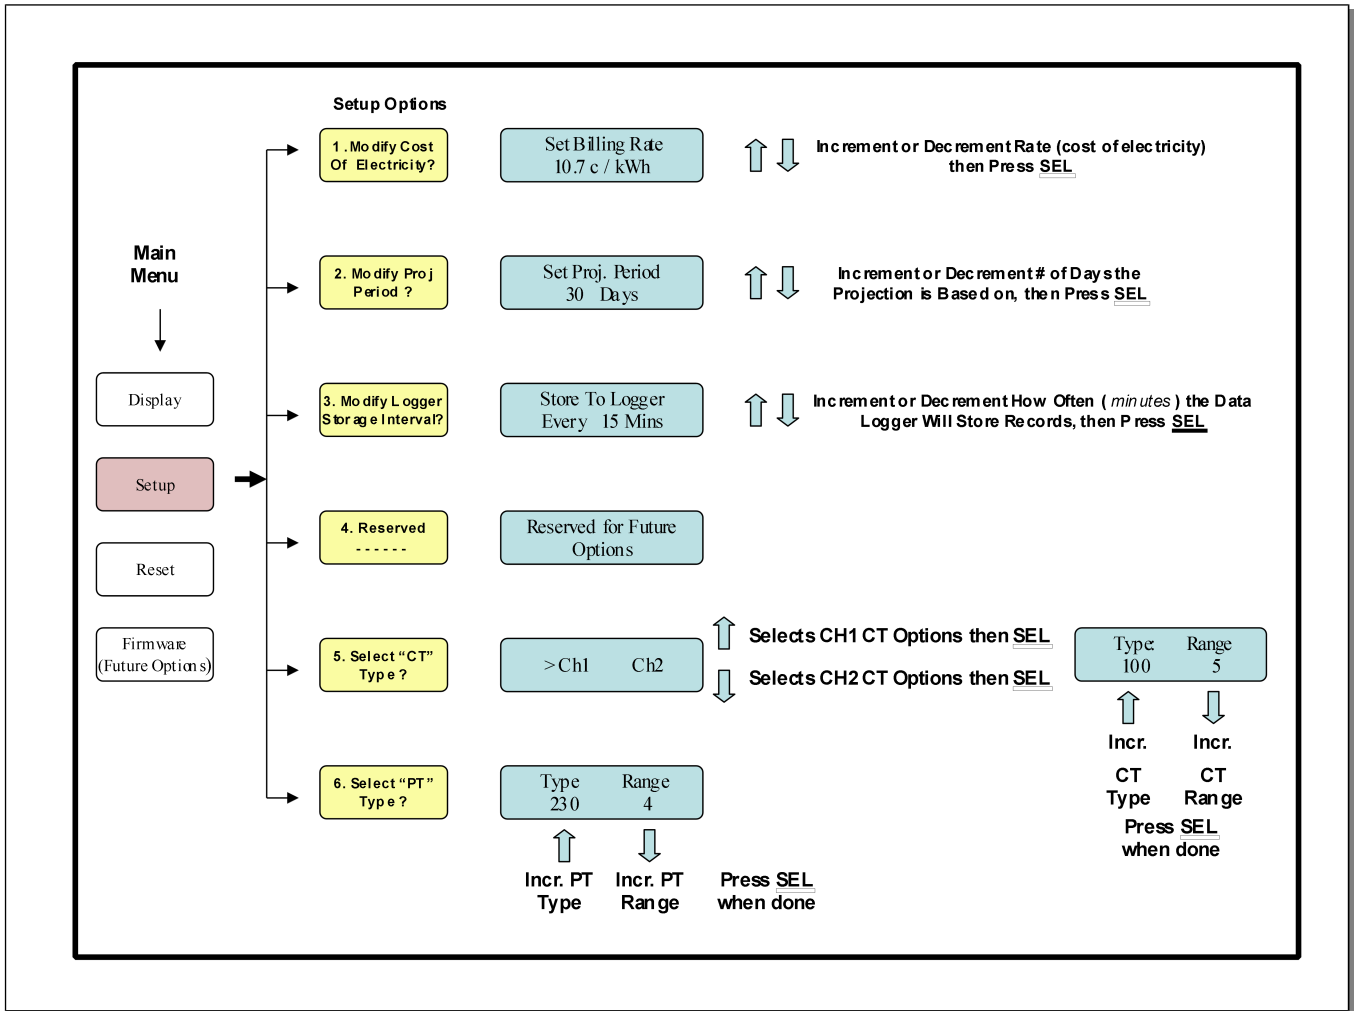 Setup Options
Main
Menu
Display
Setup
Reset
Firmware
(Future Options)
1. Modify Cost
Of Electricity?
Set Billing Rate
10.7 c / kWh
Increment or Decrement Rate (cost of electricity)
then Press SEL
2. Modify Proj
Period ?
Set Proj. Period
30 Days
Increment or Decrement # of Days the
Projection is Based on, then Press SEL
3. Modify Logger
Storage Interval?
Store To Logger
Every 15 Mins
Increment or Decrement How Often ( minutes ) the Data
Logger Will Store Records, then Press SEL
4. Reserved
- - - - - -
Reserved for Future
Options
5. Select “CT”
Type ?
>Ch1 Ch2
Selects CH1 CT Options then SEL
Selects CH2 CT Options then SEL
Type: Range
100 5
Incr. Incr.
CT CT
Type Range
Press SEL
when done
6. Select “PT”
Type ?
Type Range
230 4
Incr. PT Incr. PT
Type Range
Press SEL
when done